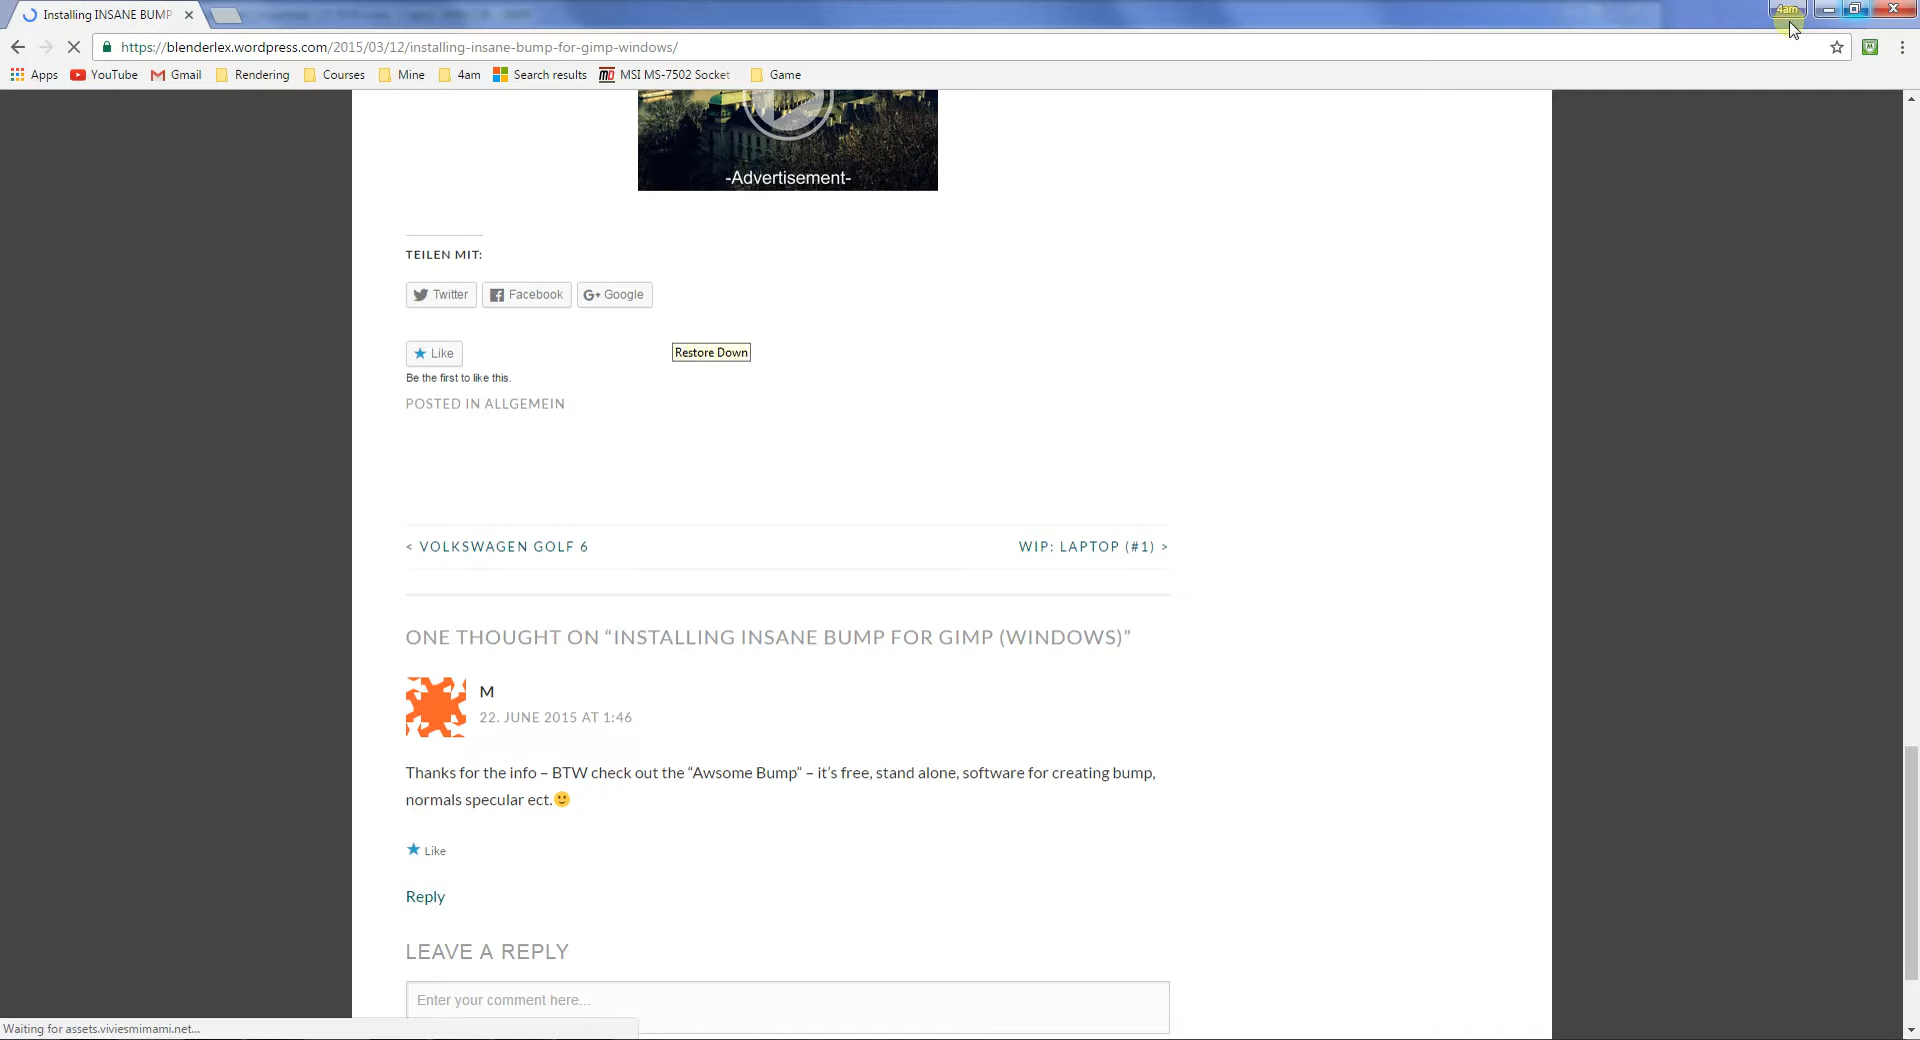 Installing INSANE BUMP
4am
https://blenderlex.wordpress.com/2015/03/12/installing-insane-bump-for-gimp-windows/
Apps YouTube Gmail Rendering Courses Mine 4am Search results MSI MS-7502 Socket Game
-Advertisement-
TEILEN MIT:
Twitter Facebook G+ Google
Like Restore Down
Be the first to like this.
POSTED IN ALLGEMEIN
< VOLKSWAGEN GOLF 6 WIP: LAPTOP (#1) >
ONE THOUGHT ON “INSTALLING INSANE BUMP FOR GIMP (WINDOWS)”
M
22. JUNE 2015 AT 1:46
Thanks for the info – BTW check out the “Awsome Bump” – it’s free, stand alone, software for creating bump,
normals specular ect.🙂
Like
Reply
LEAVE A REPLY
Enter your comment here...
Waiting for assets.viviesmimami.net...